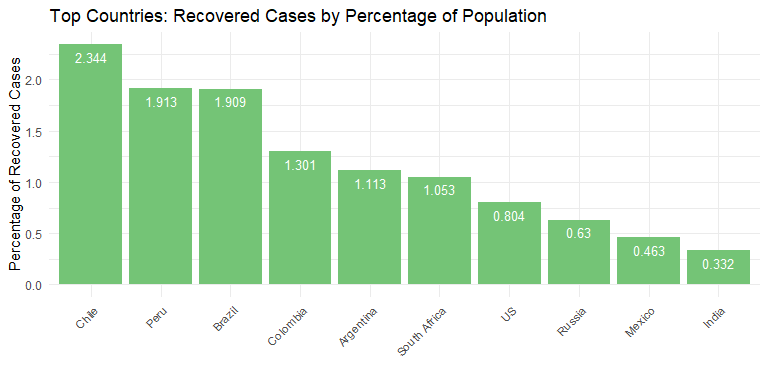 Top Countries: Recovered Cases by Percentage of Population
Percentage of Recovered Cases
2.0
1.5
1.0
0.5
0.0
2.344
1.913
1.909
1.301
1.113
1.053
0.804
0.63
0.463
0.332
Chile
Peru
Brazil
Colombia
Argentina
South Africa
US
Russia
Mexico
India